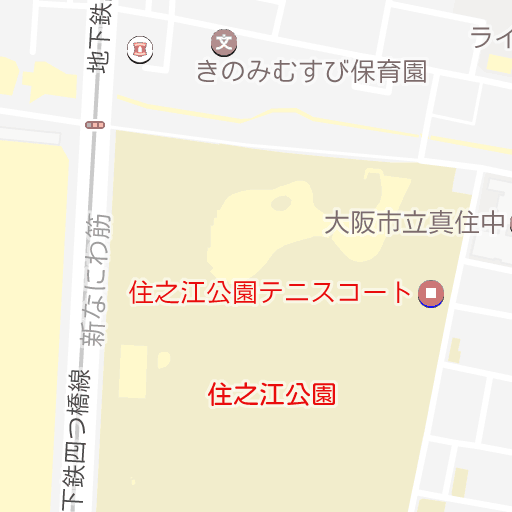 地下鉄
ライ
文
きのみむすび保育園
大阪市立真住中
新なにわ筋
住之江公園テニスコート
住之江公園
下鉄四つ橋線